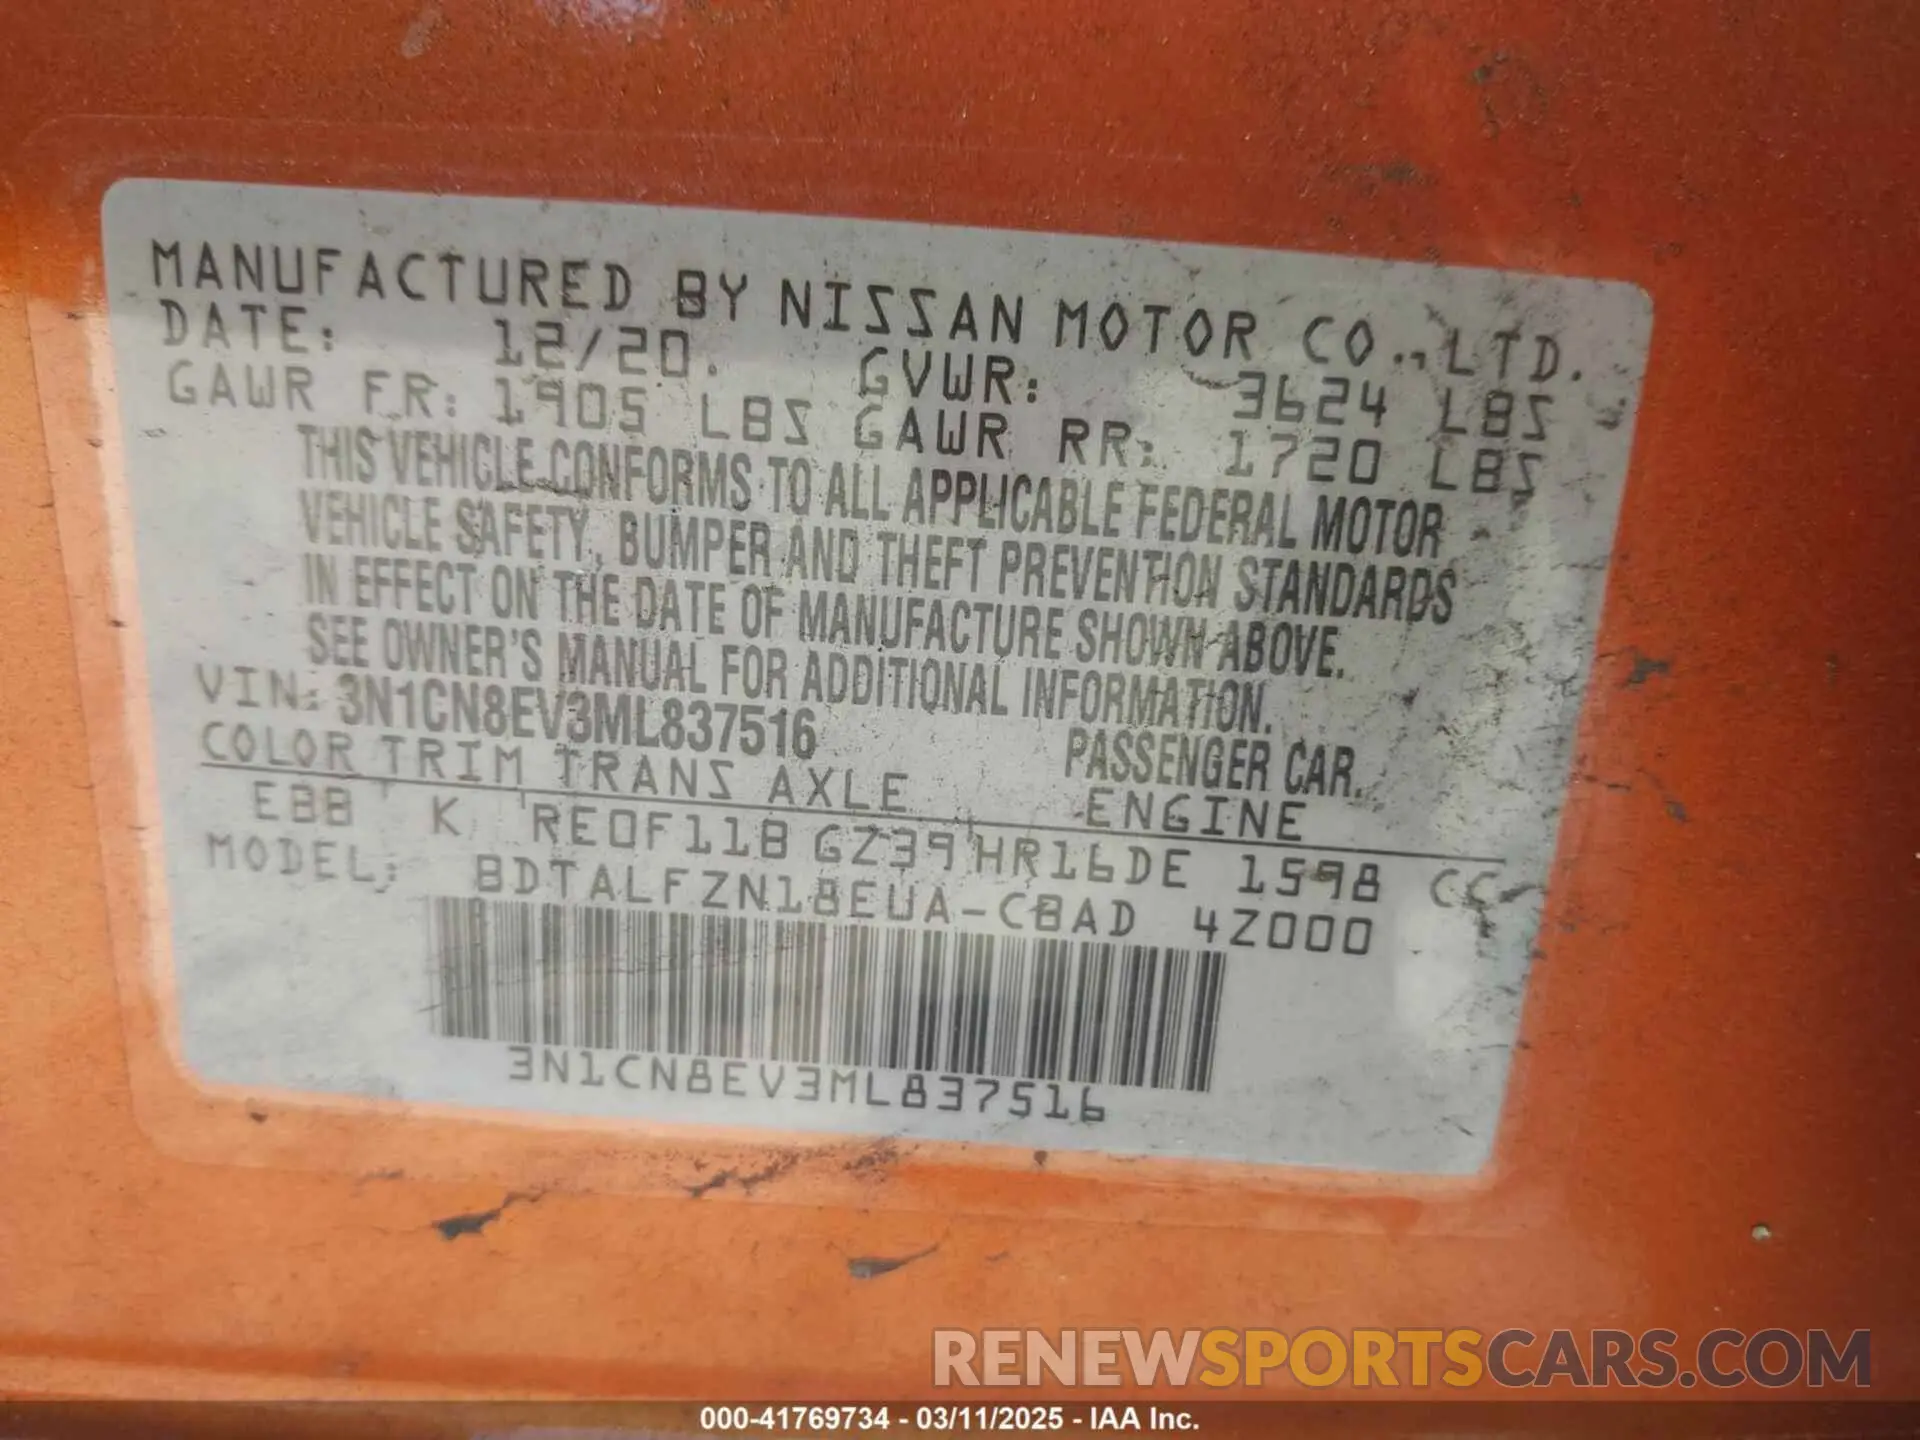 MANUFACTURED BY NISSAN MOTOR CO., LTD.
DATE: 12/20. GVWR: 3624 LBS
GAWR FR: 1905 LBS GAWR RR: 1720 LBS
THIS VEHICLE CONFORMS TO ALL APPLICABLE FEDERAL MOTOR
VEHICLE SAFETY, BUMPER AND THEFT PREVENTION STANDARDS
IN EFFECT ON THE DATE OF MANUFACTURE SHOWN ABOVE.
SEE OWNER'S MANUAL FOR ADDITIONAL INFORMATION.
VIN: 3N1CN8EV3ML837516 PASSENGER CAR.
COLOR TRIM TRANS AXLE ENGINE
EBB K RE0F11B GZ39 HR16DE 1598 CC
MODEL: BDTALFZN18EUA-CBAD 4Z000
3N1CN8EV3ML837516
RENEWSPORTSCARS.COM
000-41769734 - 03/11/2025 - IAA Inc.